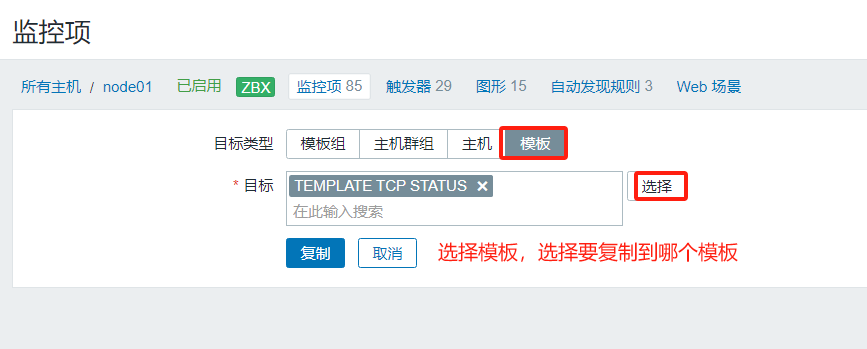 监控项
所有主机 / node01 已启用 ZBX 监控项 85 触发器 29 图形 15 自动发现规则 3 Web 场景
目标类型 模板组 主机群组 主机 模板
* 目标 TEMPLATE TCP STATUS × 选择
在此输入搜索
复制 取消 选择模板，选择要复制到哪个模板